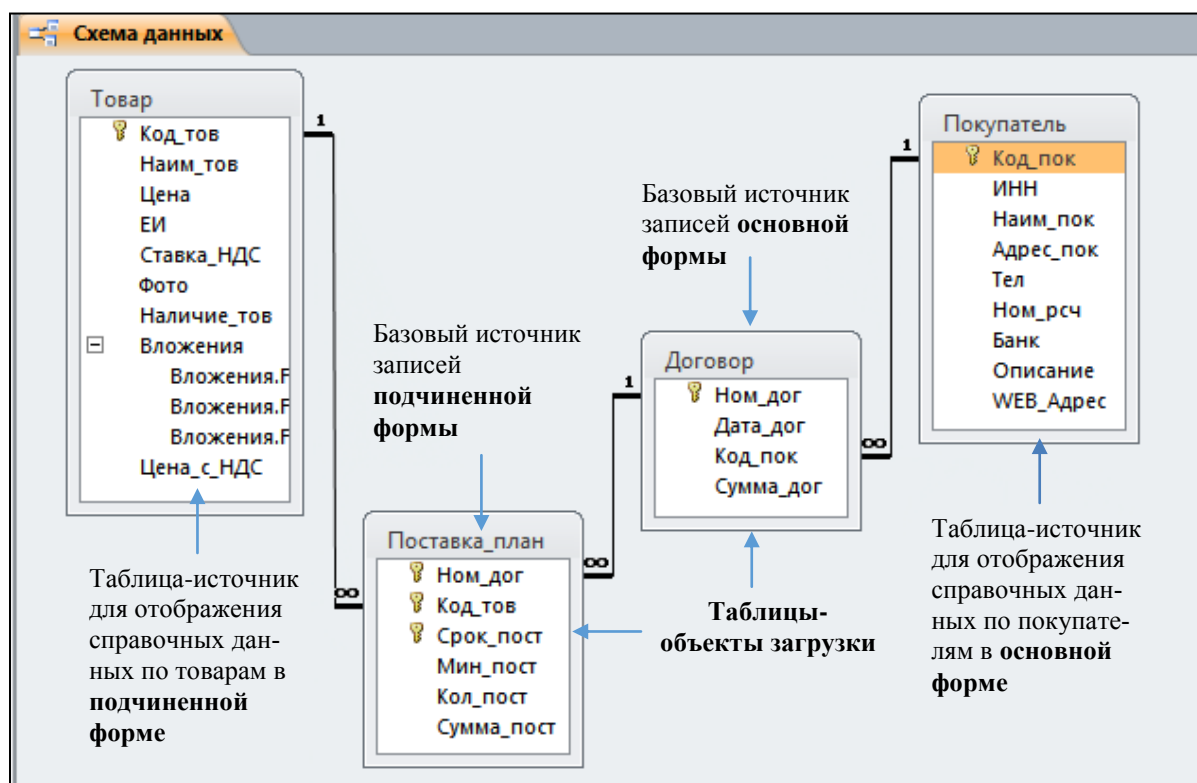 Схема данных
Товар
Код_тов
Наим_тов
Цена
ЕИ
Ставка_НДС
Фото
Наличие_тов
Вложения
Вложения.F
Вложения.F
Вложения.F
Цена_с_НДС
1
∞
Таблица-источник
для отображения
справочных дан-
ных по товарам в
подчиненной
форме
Базовый источник
записей
подчиненной
формы
Поставка_план
Ном_дог
Код_тов
Срок_пост
Мин_пост
Кол_пост
Сумма_пост
1
∞
Базовый источник
записей основной
формы
Договор
Ном_дог
Дата_дог
Код_пок
Сумма_дог
Таблицы-
объекты загрузки
1
∞
Покупатель
Код_пок
ИНН
Наим_пок
Адрес_пок
Тел
Ном_рсч
Банк
Описание
WEB_Адрес
Таблица-источник
для отображения
справочных дан-
ных по покупате-
лям в основной
форме